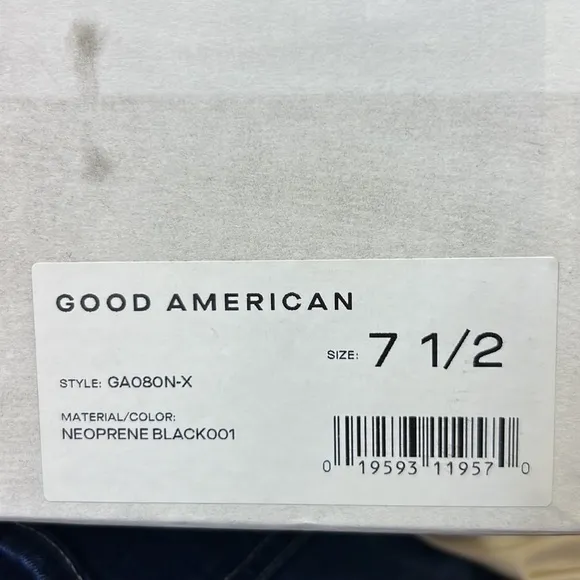 GOOD AMERICAN
SIZE: 7 1/2
STYLE: GA080N-X
MATERIAL/COLOR:
NEOPRENE BLACK001
0 19593 11957 0